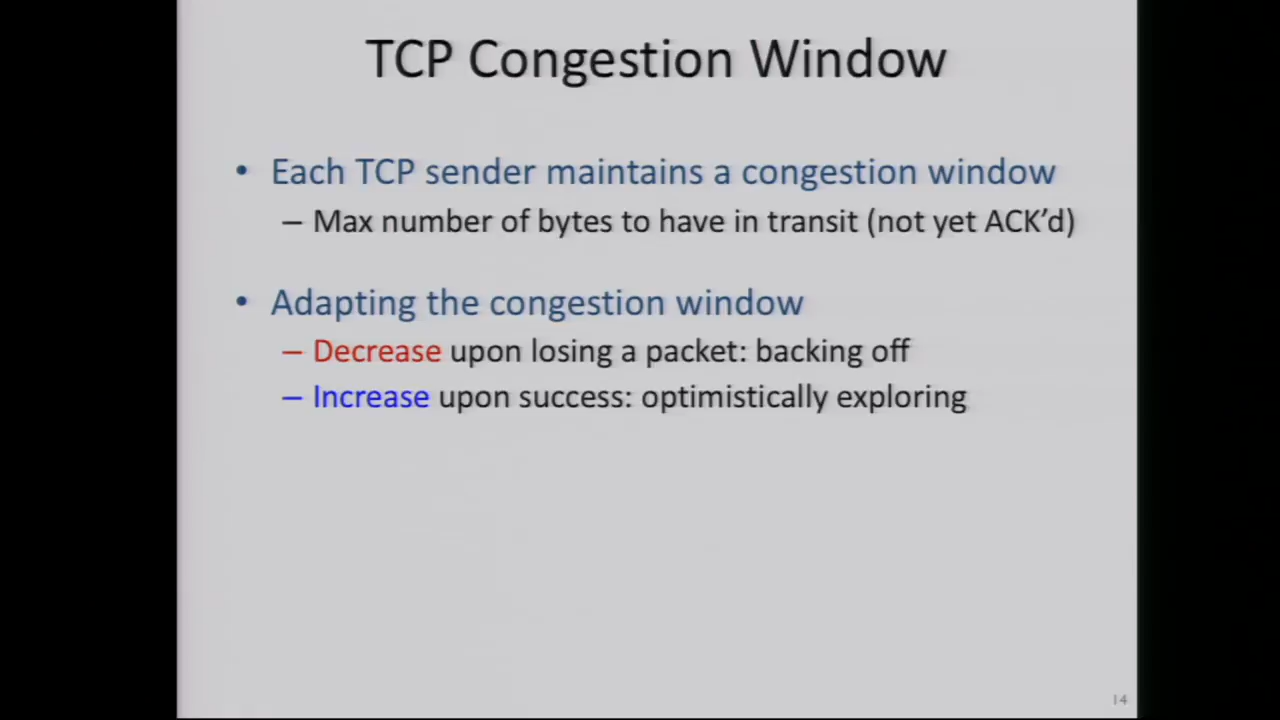 TCP Congestion Window
• Each TCP sender maintains a congestion window
– Max number of bytes to have in transit (not yet ACK’d)
• Adapting the congestion window
– Decrease upon losing a packet: backing off
– Increase upon success: optimistically exploring
14